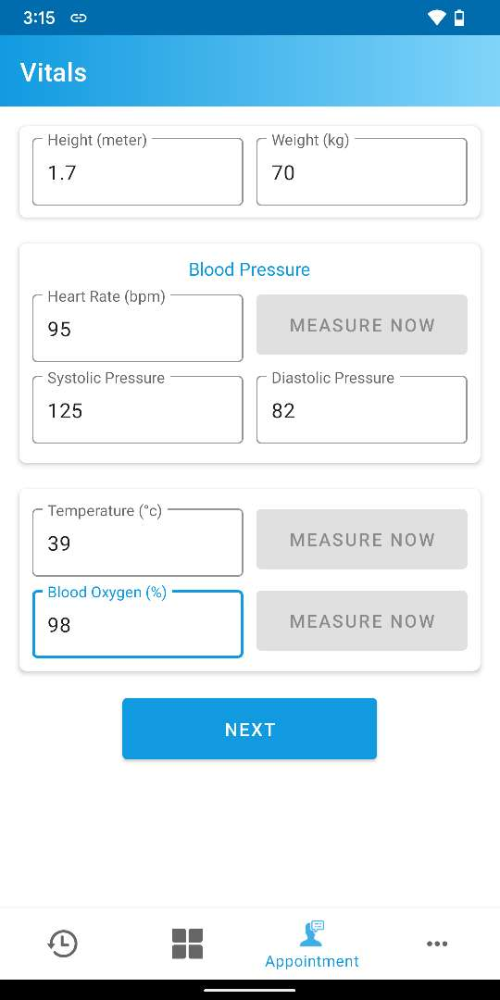 3:15
Vitals
Height (meter)
1.7
Weight (kg)
70
Blood Pressure
Heart Rate (bpm)
95
MEASURE NOW
Systolic Pressure
125
Diastolic Pressure
82
Temperature (°c)
39
MEASURE NOW
Blood Oxygen (%)
98
MEASURE NOW
NEXT
Appointment